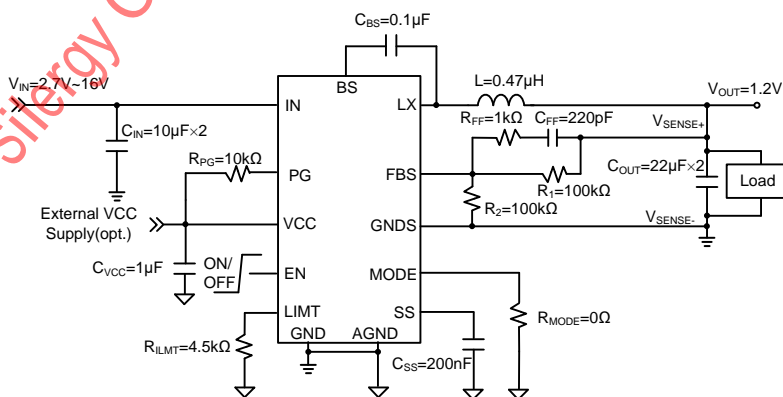 Silergy C
C_BS=0.1µF
V_IN=2.7V~16V
BS
L=0.47µH
V_OUT=1.2V
IN
LX
C_IN=10µF×2
R_FF=1kΩ
C_FF=220pF
V_SENSE+
R_PG=10kΩ
PG
FBS
R_1=100kΩ
C_OUT=22µF×2
Load
External VCC
Supply(opt.)
VCC
R_2=100kΩ
GNDS
V_SENSE-
C_VCC=1µF
ON/
OFF
EN
MODE
LIMT
SS
R_MODE=0Ω
R_ILMT=4.5kΩ
GND
AGND
C_SS=200nF